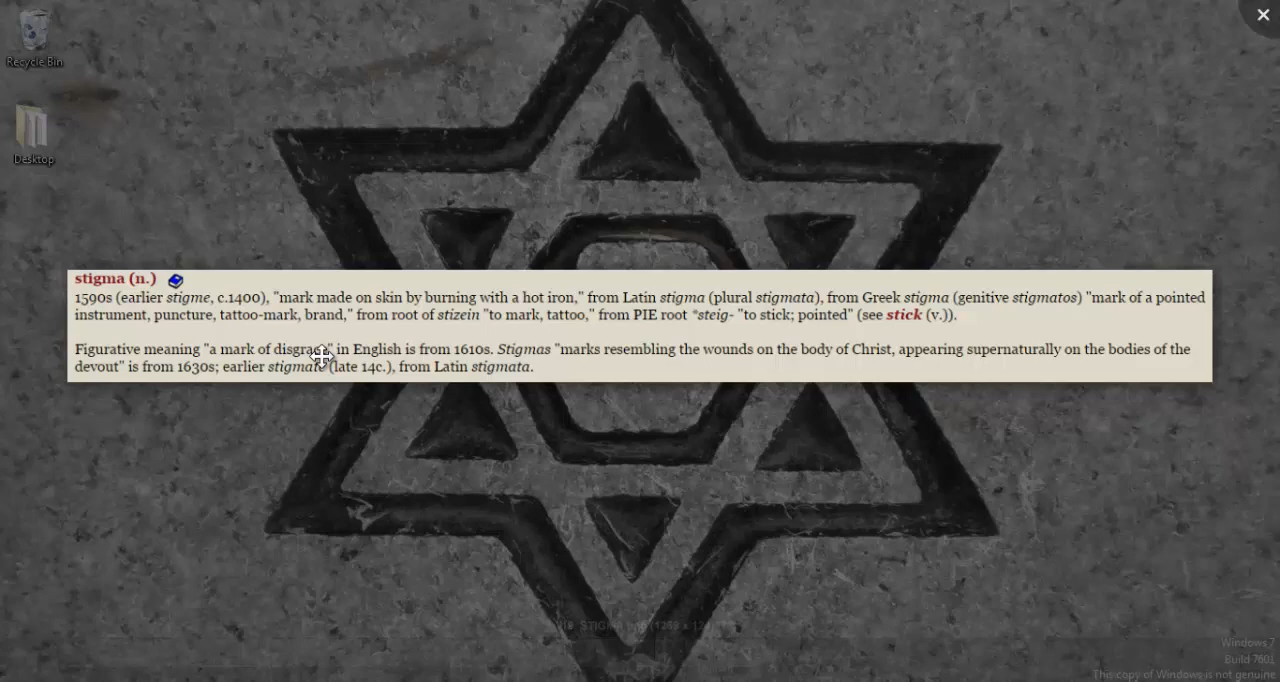 Recycle Bin
Desktop
stigma (n.)
1590s (earlier stigme, c.1400), "mark made on skin by burning with a hot iron," from Latin stigma (plural stigmata), from Greek stigma (genitive stigmatos) "mark of a pointed
instrument, puncture, tattoo-mark, brand," from root of stizein "to mark, tattoo," from PIE root *steig- "to stick; pointed" (see stick (v.)).
Figurative meaning "a mark of disgrace" in English is from 1610s. Stigmas "marks resembling the wounds on the body of Christ, appearing supernaturally on the bodies of the
devout" is from 1630s; earlier stigmate (late 14c.), from Latin stigmata.
STIGMA
Windows 7
Build 7601
This copy of Windows is not genuine